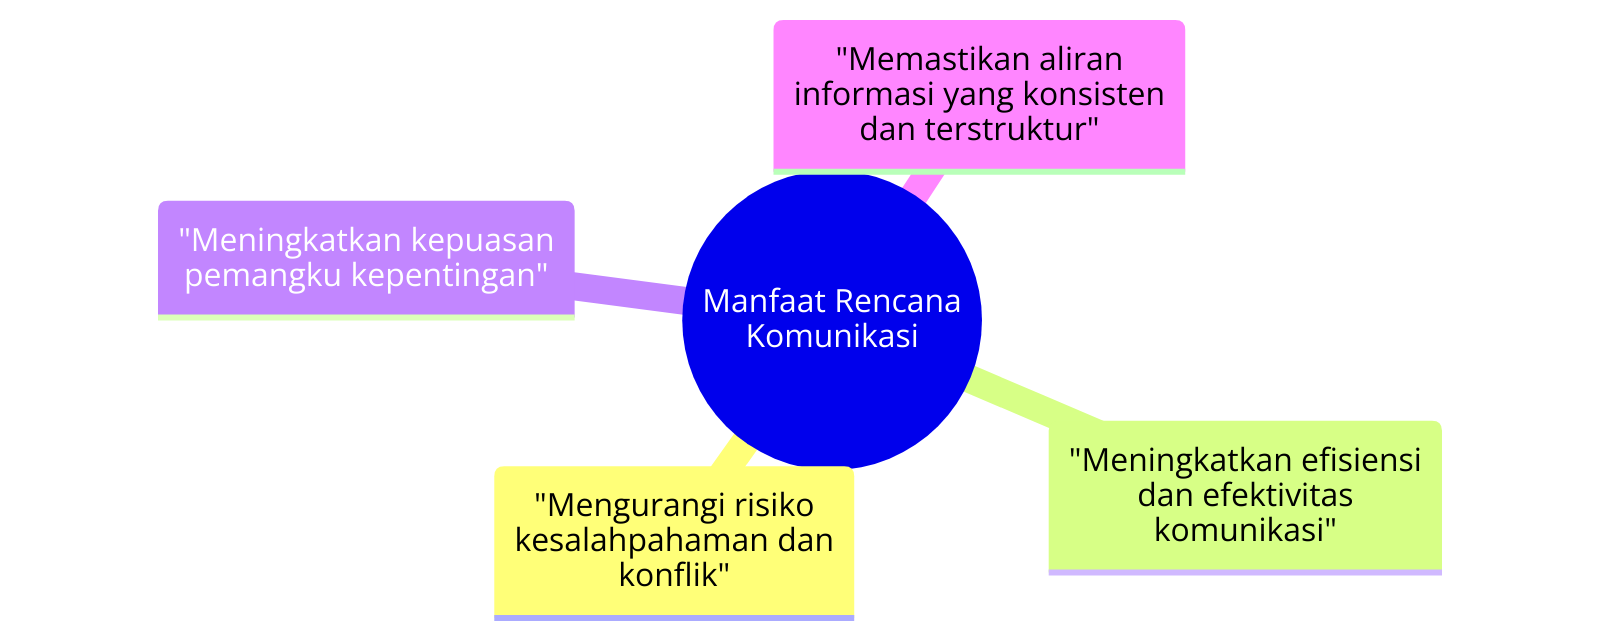 "Memastikan aliran
informasi yang konsisten
dan terstruktur"
"Meningkatkan kepuasan
pemangku kepentingan"
Manfaat Rencana
Komunikasi
"Meningkatkan efisiensi
dan efektivitas
komunikasi"
"Mengurangi risiko
kesalahpahaman dan
konflik"